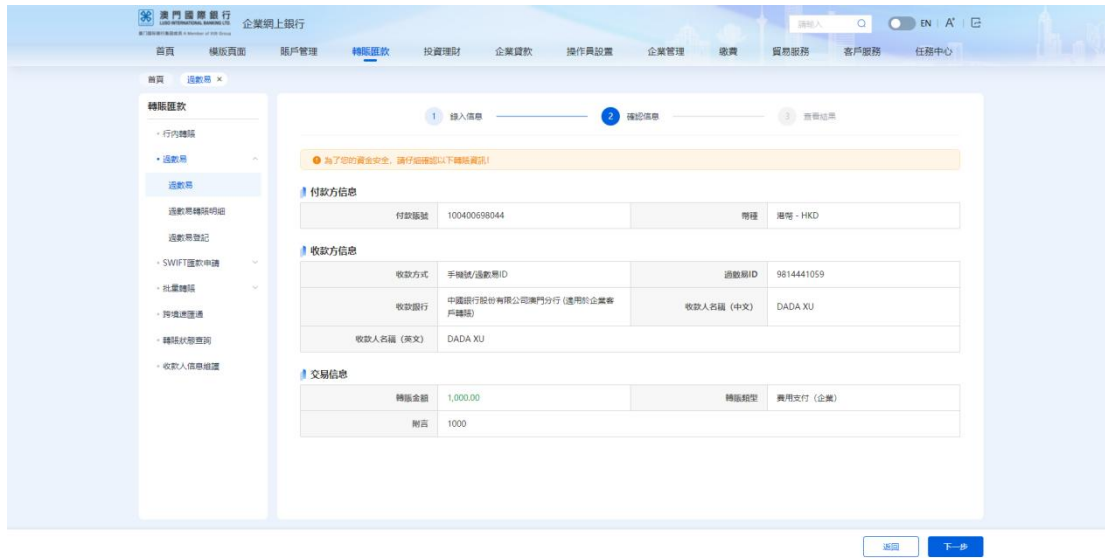 澳門國際銀行
LUSO INTERNATIONAL BANKING LTD.
企業網上銀行
請輸入
EN
A
首頁 模版頁面 賬戶管理 轉賬匯款 投資理財 企業貸款 操作員設置 企業管理 繳費 貿易服務 客戶服務 任務中心
首頁 過數易 ×
轉賬匯款
行內轉賬
過數易
過數易
過數易轉賬明細
過數易登記
SWIFT匯款申請
批量轉賬
跨境速匯通
轉賬狀態查詢
收款人信息維護
1 錄入信息 2 確認信息 3 查看結果
為了您的資金安全，請仔細確認以下轉賬資訊！
付款方信息
付款賬號 100400698044 幣種 港幣 - HKD
收款方信息
收款方式 手機號/過數易ID 過數易ID 9814441059
收款銀行 中國銀行股份有限公司澳門分行 (適用於企業客
戶轉賬) 收款人名稱（中文） DADA XU
收款人名稱（英文） DADA XU
交易信息
轉賬金額 1,000.00 轉賬類型 費用支付（企業）
附言 1000
返回 下一步